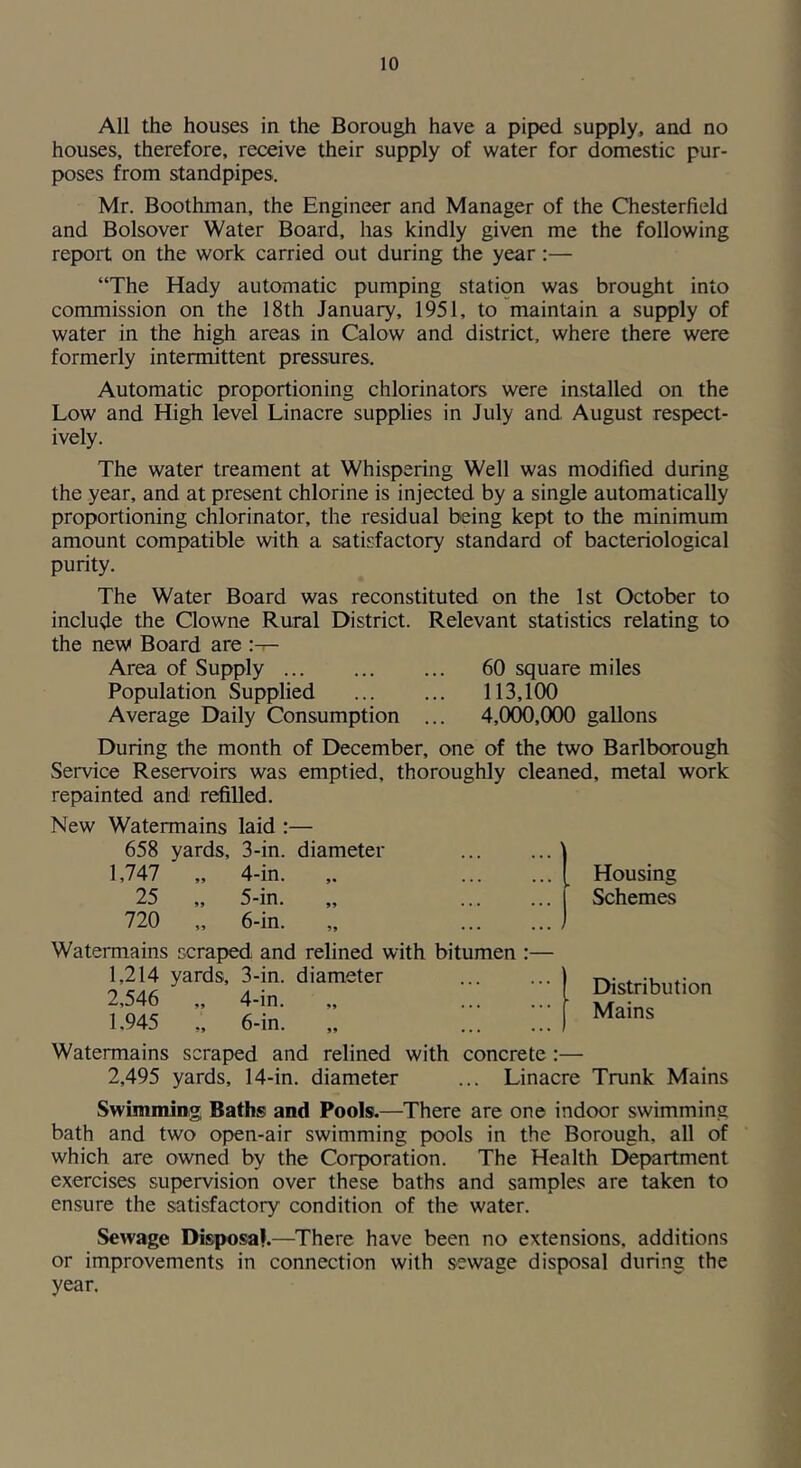 10
All the houses in the Borough have a piped supply, and no
houses, therefore, receive their supply of water for domestic pur-
poses from standpipes.
Mr. Boothman, the Engineer and Manager of the Chesterfield
and Bolsover Water Board, has kindly given me the following
report on the work carried out during the year :—
“The Hady automatic pumping station was brought into
commission on the 18th January, 1951, to maintain a supply of
water in the high areas in Calow and district, where there were
formerly intermittent pressures.
Automatic proportioning chlorinators were installed on the
Low and High level Linacre supplies in July and August respect-
ively.
The water treament at Whispering Well was modified during
the year, and at present chlorine is injected by a single automatically
proportioning chlorinator, the residual being kept to the minimum
amount compatible with a satisfactory standard of bacteriological
purity.
The Water Board was reconstituted on the 1st October to
include the Clowne Rural District. Relevant statistics relating to
the new Board are :—
Area of Supply ... ... ... 60 square miles
Population Supplied ... ... 113,100
Average Daily Consumption ... 4,000,000 gallons
During the month of December, one of the two Barlborough
Service Reservoirs was emptied, thoroughly cleaned, metal work
repainted and refilled.
New Watermains laid :—
658 yards, 3-in. diameter ... ...
1,747 „ 4-in. „ ... ... Housing
25 „ 5-in. „ ... ... Schemes
720 „ 6-in. „ ... ...
Watermains scraped and relined with bitumen :—
1,214 yards, 3-in. diameter ... ...
2,546 „ 4-in. „ ... ... Distribution
1,945 „ 6-in. „ ... ... Mains
Watermains scraped and relined with concrete :—
2,495 yards, 14-in. diameter ... Linacre Trunk Mains
Swimming Baths and Pools.—There are one indoor swimming
bath and two open-air swimming pools in the Borough, all of
which are owned by the Corporation. The Health Department
exercises supervision over these baths and samples are taken to
ensure the satisfactory condition of the water.
Sewage Disposal.—There have been no extensions, additions
or improvements in connection with sewage disposal during the
year.